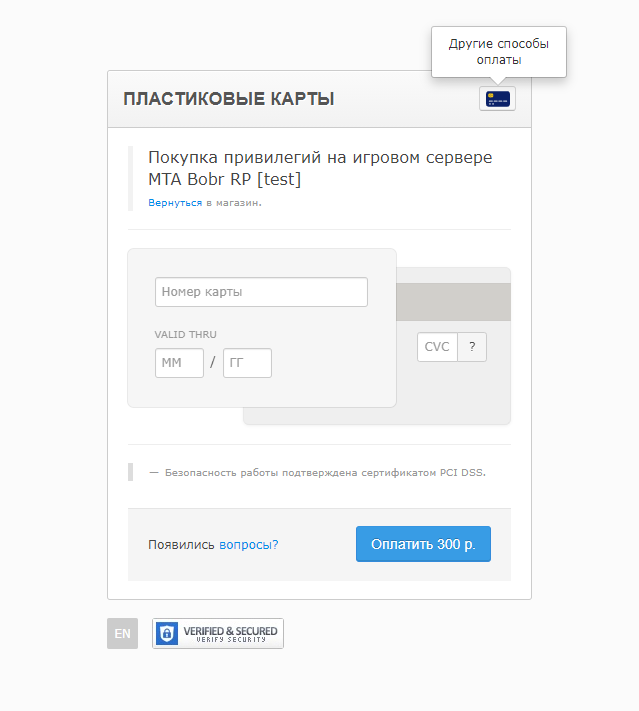 Другие способы
оплаты
ПЛАСТИКОВЫЕ КАРТЫ
Покупка привилегий на игровом сервере
MTA Bobr RP [test]
Вернуться в магазин.
Номер карты
VALID THRU
ММ / ГГ
CVC ?
— Безопасность работы подтверждена сертификатом PCI DSS.
Появились вопросы?
Оплатить 300 р.
EN
VERIFIED & SECURED
VERIFY SECURITY